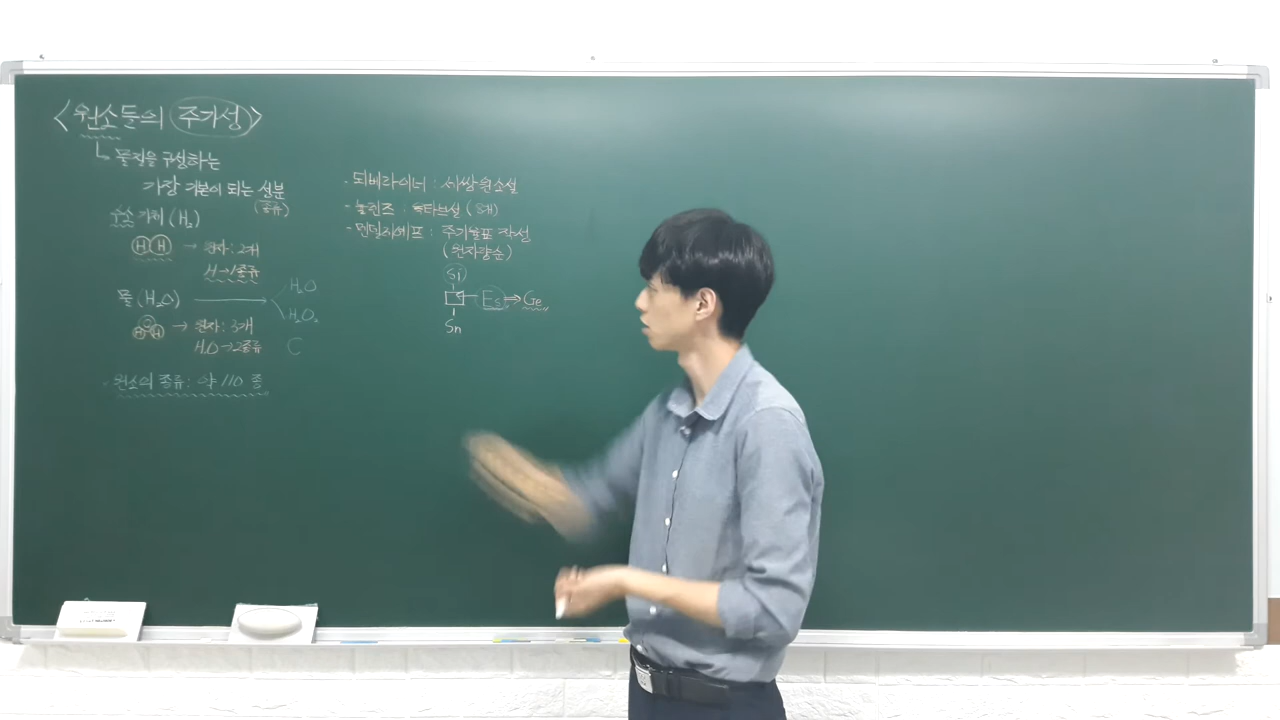 <원소들의 주기성>
물질을 구성하는
가장 기본이 되는 성분
(종류)
수소 기체 (H₂)
H H → 원자: 2개
H → 1종류
물 (H₂O) → H₂O
H₂O₂
H O H → 원자: 3개
H, O → 2종류
C
· 원소의 종류: 약 110 종
- 되베라이너 : 세쌍원소설
- 뉴랜즈 : 옥타브설 (8개)
- 멘델레예프 : 주기율표 작성
(원자량순)
Si
□ Es ⇒ Ge
Sn